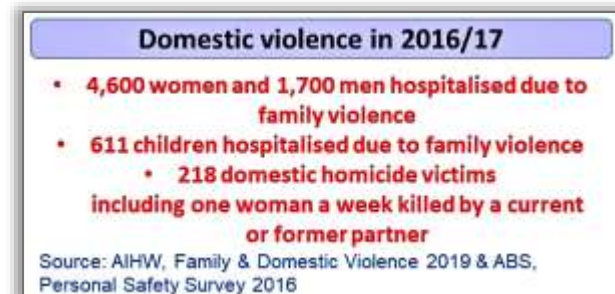 Domestic violence in 2016/17
• 4,600 women and 1,700 men hospitalised due to
family violence
• 611 children hospitalised due to family violence
• 218 domestic homicide victims
including one woman a week killed by a current
or former partner
Source: AIHW, Family & Domestic Violence 2019 & ABS,
Personal Safety Survey 2016